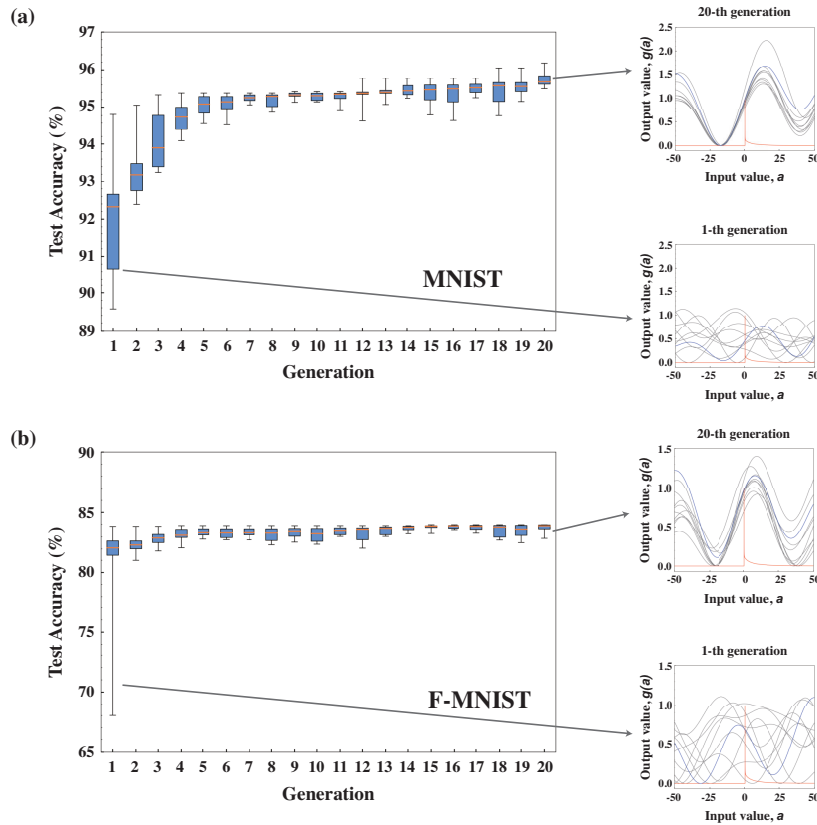 (a)
97
96
95
94
93
92
91
90
89
Test Accuracy (%)
MNIST
1 2 3 4 5 6 7 8 9 10 11 12 13 14 15 16 17 18 19 20
Generation
20-th generation
2.5
2.0
1.5
1.0
0.5
0.0
Output value, g(a)
-50 -25 0 25 50
Input value, a
1-th generation
2.5
2.0
1.5
1.0
0.5
0.0
Output value, g(a)
-50 -25 0 25 50
Input value, a
(b)
90
85
80
75
70
65
Test Accuracy (%)
F-MNIST
1 2 3 4 5 6 7 8 9 10 11 12 13 14 15 16 17 18 19 20
Generation
20-th generation
1.5
1.0
0.5
0.0
Output value, g(a)
-50 -25 0 25 50
Input value, a
1-th generation
1.5
1.0
0.5
0.0
Output value, g(a)
-50 -25 0 25 50
Input value, a